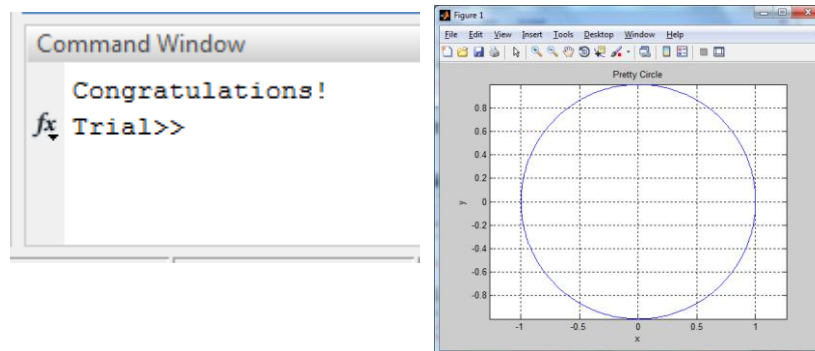 Command Window
Congratulations!
fx Trial>>
Figure 1
File Edit View Insert Tools Desktop Window Help
Pretty Circle
0.8
0.6
0.4
0.2
0
-0.2
-0.4
-0.6
-0.8
y
-1 -0.5 0 0.5 1
x